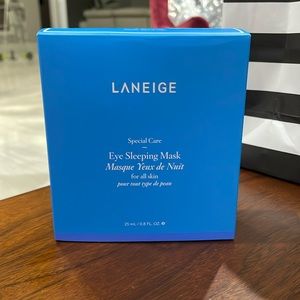 LANEIGE
Special Care
Eye Sleeping Mask
Masque Yeux de Nuit
for all skin
pour tout type de peau
25 mL / 0.8 FL. OZ. ℮